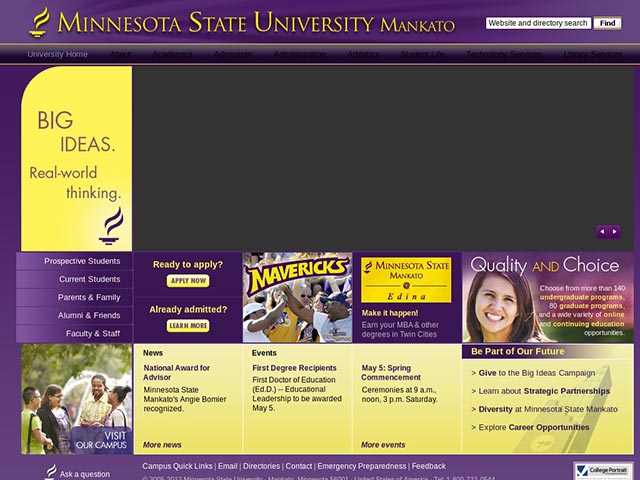 MINNESOTA STATE UNIVERSITY MANKATO
Website and directory search Find
University Home About Academics Admission Administration Athletics Student Life Technology Services Library Services
BIG
IDEAS.
Real-world
thinking.
Prospective Students
Current Students
Parents & Family
Alumni & Friends
Faculty & Staff
Ready to apply?
APPLY NOW
Already admitted?
LEARN MORE
MAVERICKS
MINNESOTA STATE
MANKATO
@
Edina
Make it happen!
Earn your MBA & other
degrees in Twin Cities
Quality AND Choice
Choose from more than 140
undergraduate programs,
80 graduate programs,
and a wide variety of online
and continuing education
opportunities.
VISIT
OUR CAMPUS
News
National Award for
Advisor
Minnesota State
Mankato's Angie Bomier
recognized.
More news
Events
First Degree Recipients
First Doctor of Education
(Ed.D.) -- Educational
Leadership to be awarded
May 5.
May 5: Spring
Commencement
Ceremonies at 9 a.m.,
noon, 3 p.m. Saturday.
More events
Be Part of Our Future
> Give to the Big Ideas Campaign
> Learn about Strategic Partnerships
> Diversity at Minnesota State Mankato
> Explore Career Opportunities
Ask a question
Campus Quick Links | Email | Directories | Contact | Emergency Preparedness | Feedback
© 2005-2012 Minnesota State University - Mankato, Minnesota 56001 - United States of America - Tel: 1-800-722-0544
College Portrait